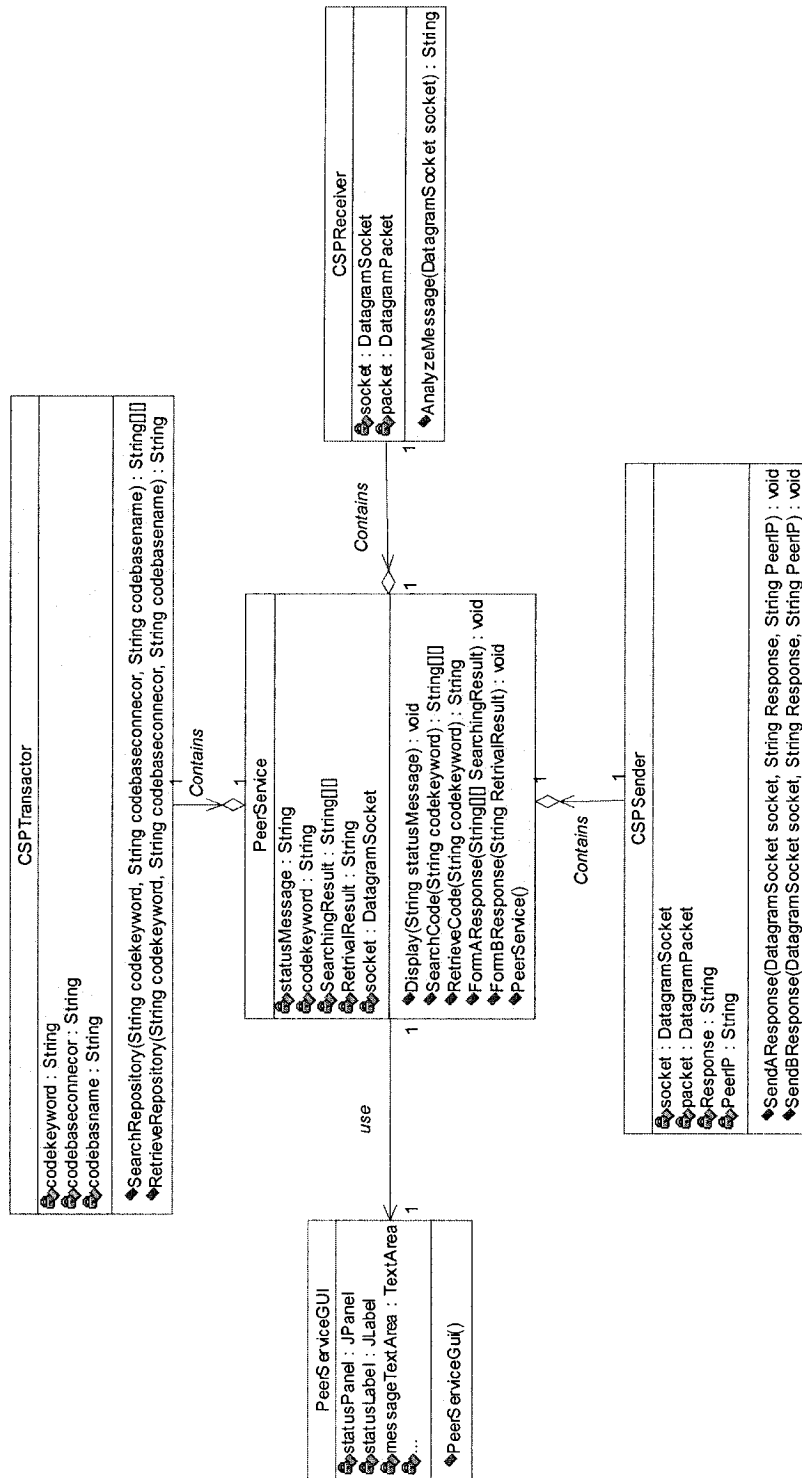 CSPTransactor
codekeyword : String
codebaseconnecor : String
codebasname : String
SearchRepository(String codekeyword, String codebaseconnecor, String codebasename) : String[][]
RetrieveRepository(String codekeyword, String codebaseconnecor, String codebasename) : String
1
Contains
1
PeerServiceGUI
statusPanel : JPanel
statusLabel : JLabel
messageTextArea : TextArea
...
PeerServiceGui()
1
use
1
PeerService
statusMessage : String
codekeyword : String
SearchingResult : String[][]
RetrivalResult : String
socket : DatagramSocket
Display(String statusMessage) : void
SearchCode(String codekeyword) : String[][]
RetrieveCode(String codekeyword) : String
FormAResponse(String[][] SearchingResult) : void
FormBResponse(String RetrivalResult) : void
PeerService()
1
Contains
1
CSPReceiver
socket : DatagramSocket
packet : DatagramPacket
AnalyzeMessage(DatagramSocket socket) : String
1
Contains
1
CSPSender
socket : DatagramSocket
packet : DatagramPacket
Response : String
PeerIP : String
SendAResponse(DatagramSocket socket, String Response, String PeerIP) : void
SendBResponse(DatagramSocket socket, String Response, String PeerIP) : void